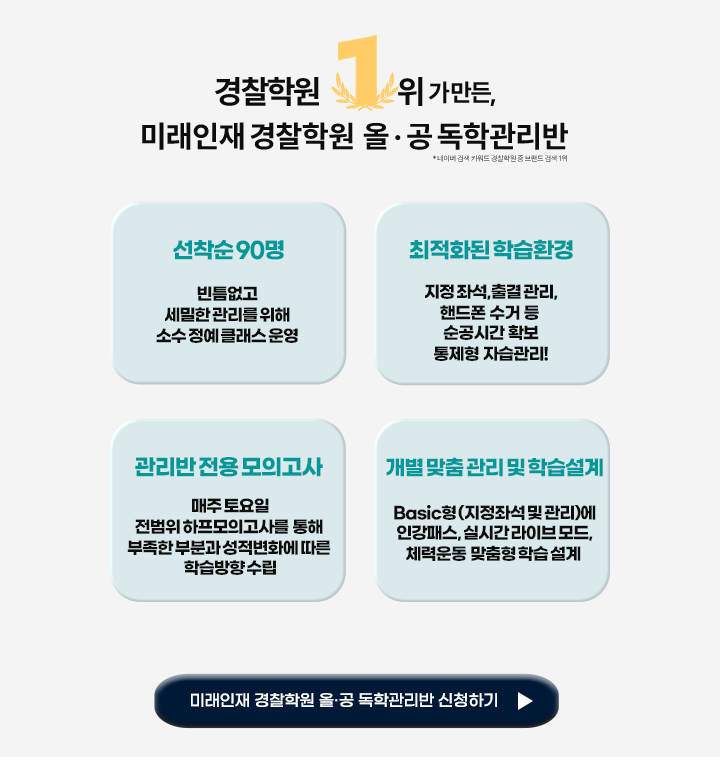 경찰학원 1위가 만든,
미래인재 경찰학원 올·공 독학관리반
* 네이버 검색 키워드 경찰학원 중 브랜드 검색 1위
선착순 90명
빈틈없고
세밀한 관리를 위해
소수 정예 클래스 운영
최적화된 학습환경
지정 좌석, 출결 관리,
핸드폰 수거 등
순공시간 확보
통제형 자습관리!
관리반 전용 모의고사
매주 토요일
전범위 하프모의고사를 통해
부족한 부분과 성적변화에 따른
학습방향 수립
개별 맞춤 관리 및 학습설계
Basic형 (지정좌석 및 관리)에
인강패스, 실시간 라이브 모드,
체력운동 맞춤형 학습 설계
미래인재 경찰학원 올·공 독학관리반 신청하기